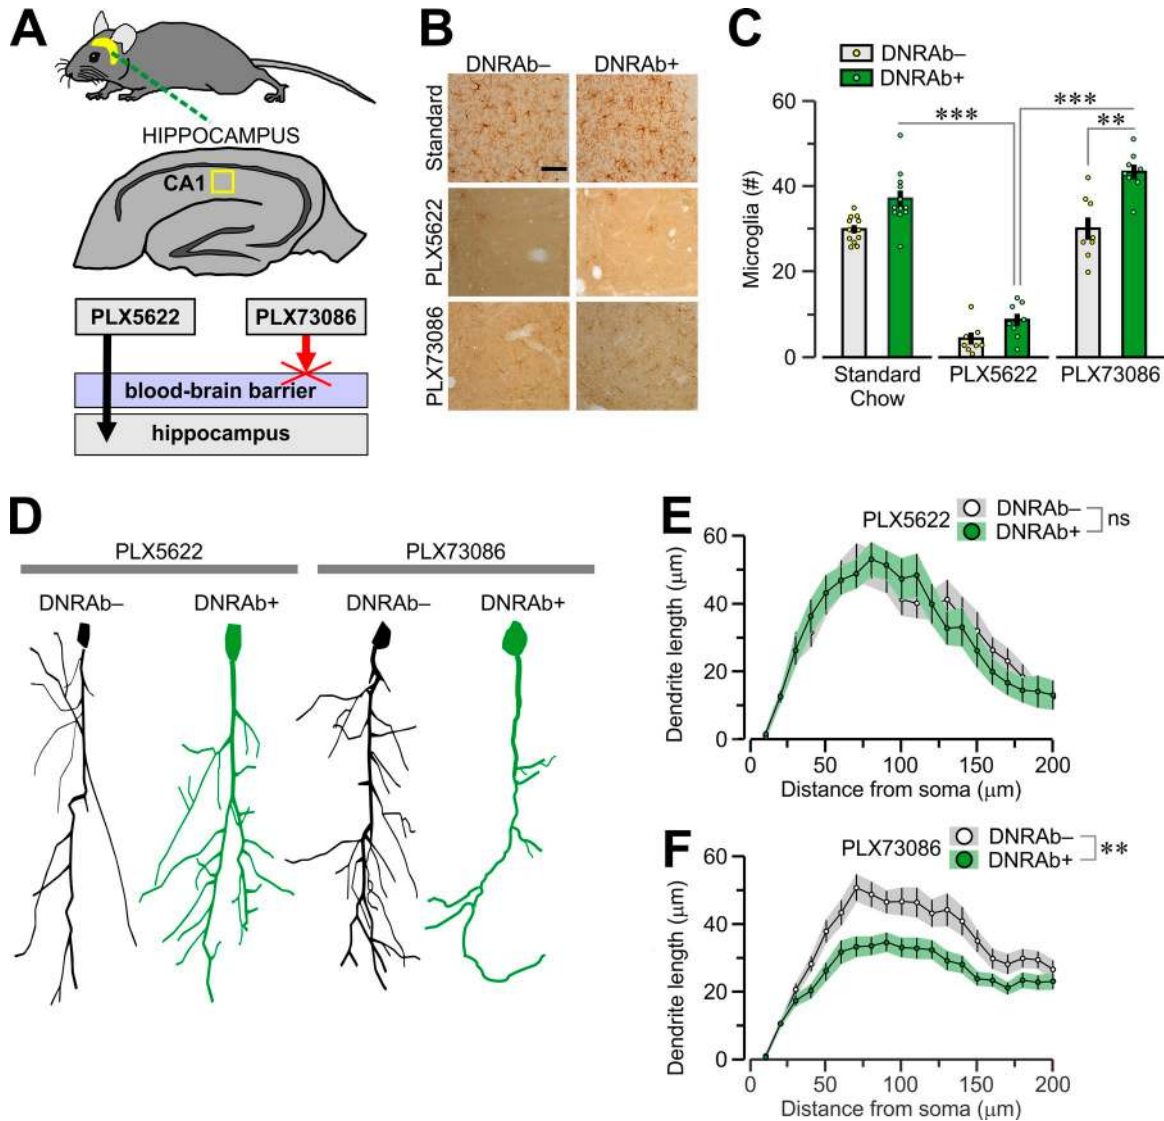 A
HIPPOCAMPUS
CA1
PLX5622
PLX73086
blood-brain barrier
hippocampus
B
DNRAb–
DNRAb+
Standard
PLX5622
PLX73086
C
DNRAb–
DNRAb+
***
***
**
Microglia (#)
60
40
20
0
Standard
Chow
PLX5622
PLX73086
D
PLX5622
PLX73086
DNRAb–
DNRAb+
DNRAb–
DNRAb+
E
PLX5622
DNRAb–
DNRAb+
ns
Dendrite length (µm)
60
40
20
0
0
50
100
150
200
Distance from soma (µm)
F
PLX73086
DNRAb–
DNRAb+
**
Dendrite length (µm)
60
40
20
0
0
50
100
150
200
Distance from soma (µm)